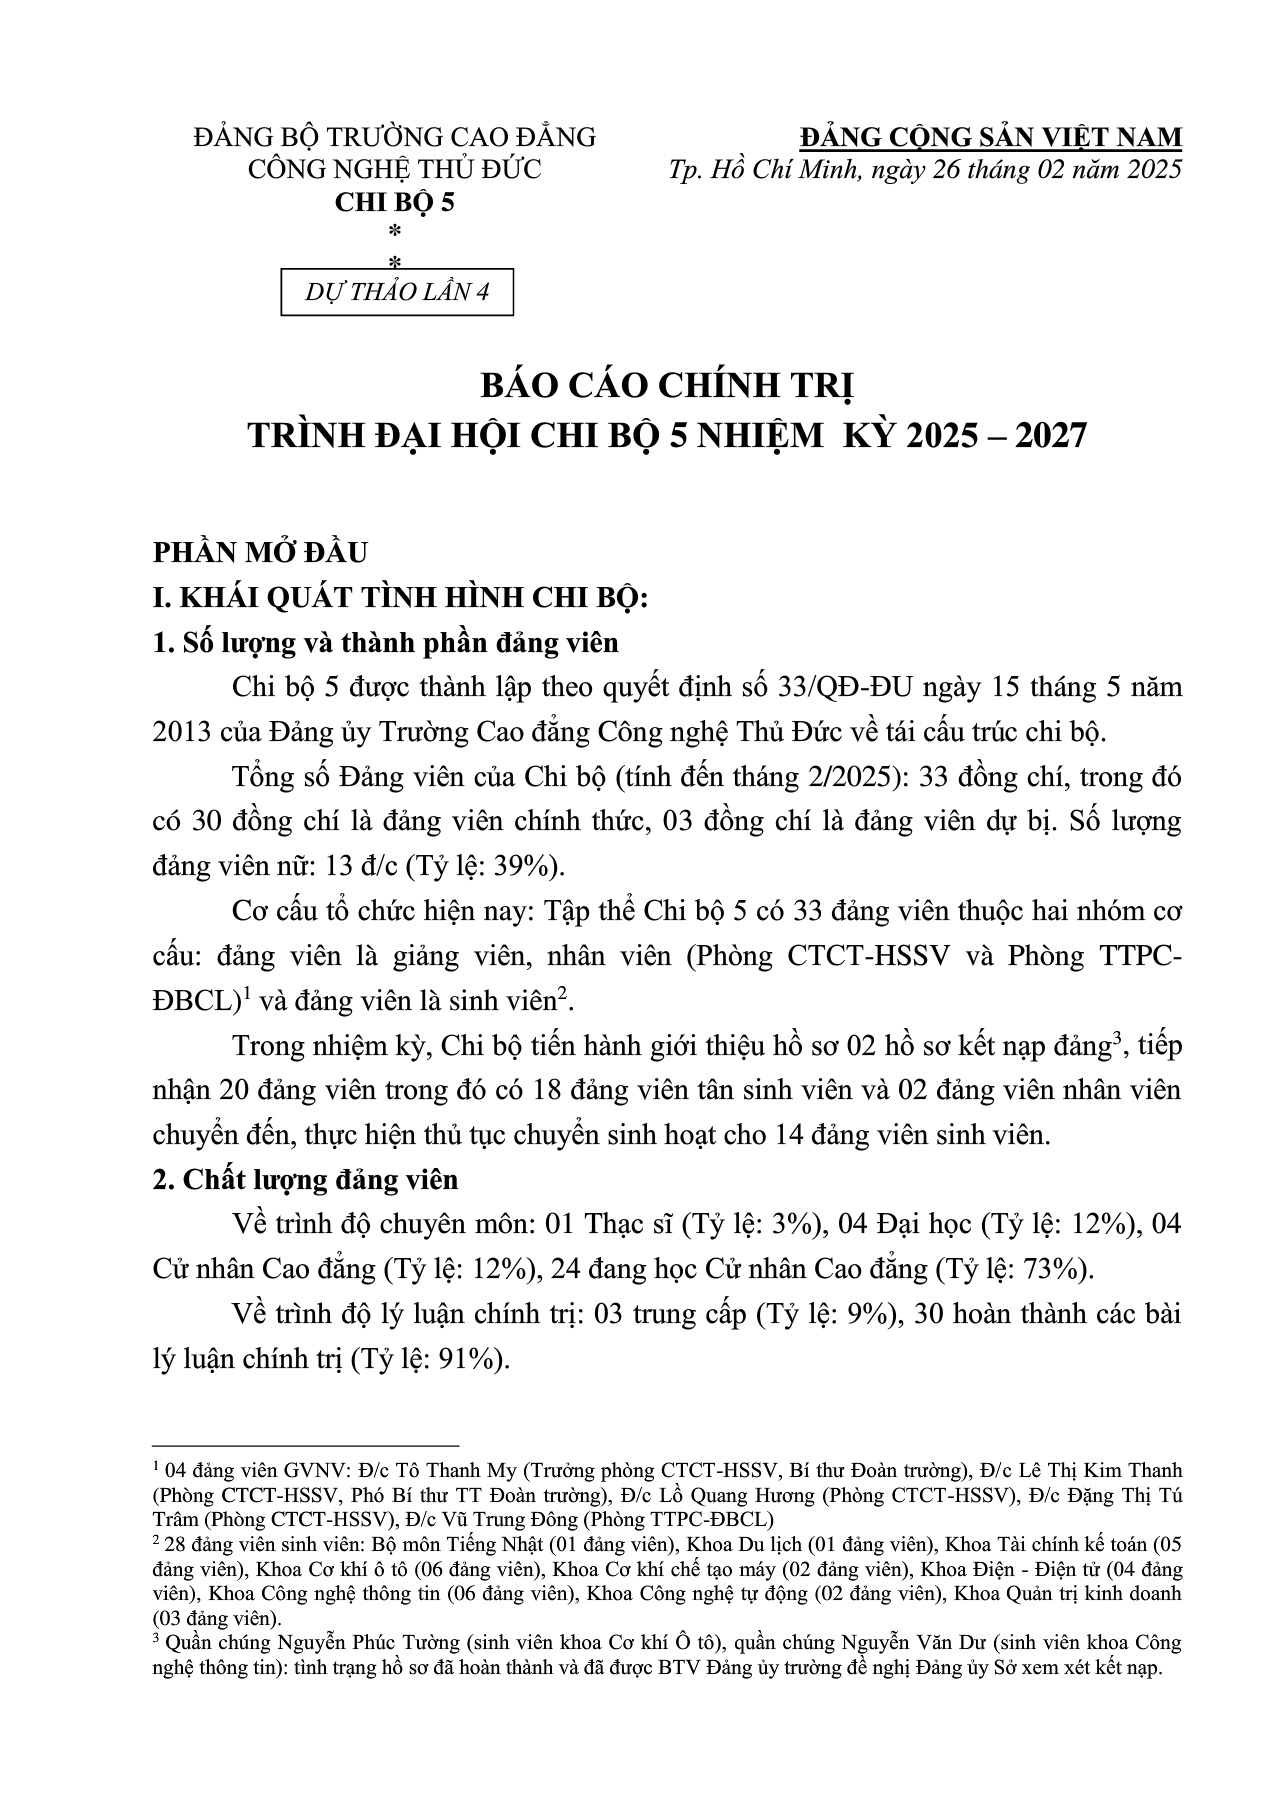 ĐẢNG BỘ TRƯỜNG CAO ĐẲNG
CÔNG NGHỆ THỦ ĐỨC
CHI BỘ 5
*
*
DỰ THẢO LẦN 4
ĐẢNG CỘNG SẢN VIỆT NAM
Tp. Hồ Chí Minh, ngày 26 tháng 02 năm 2025
BÁO CÁO CHÍNH TRỊ
TRÌNH ĐẠI HỘI CHI BỘ 5 NHIỆM KỲ 2025 – 2027
PHẦN MỞ ĐẦU
I. KHÁI QUÁT TÌNH HÌNH CHI BỘ:
1. Số lượng và thành phần đảng viên
Chi bộ 5 được thành lập theo quyết định số 33/QĐ-ĐU ngày 15 tháng 5 năm
2013 của Đảng ủy Trường Cao đẳng Công nghệ Thủ Đức về tái cấu trúc chi bộ.
Tổng số Đảng viên của Chi bộ (tính đến tháng 2/2025): 33 đồng chí, trong đó
có 30 đồng chí là đảng viên chính thức, 03 đồng chí là đảng viên dự bị. Số lượng
đảng viên nữ: 13 đ/c (Tỷ lệ: 39%).
Cơ cấu tổ chức hiện nay: Tập thể Chi bộ 5 có 33 đảng viên thuộc hai nhóm cơ
cấu: đảng viên là giảng viên, nhân viên (Phòng CTCT-HSSV và Phòng TTPC-
ĐBCL)¹ và đảng viên là sinh viên².
Trong nhiệm kỳ, Chi bộ tiến hành giới thiệu hồ sơ 02 hồ sơ kết nạp đảng³, tiếp
nhận 20 đảng viên trong đó có 18 đảng viên tân sinh viên và 02 đảng viên nhân viên
chuyển đến, thực hiện thủ tục chuyển sinh hoạt cho 14 đảng viên sinh viên.
2. Chất lượng đảng viên
Về trình độ chuyên môn: 01 Thạc sĩ (Tỷ lệ: 3%), 04 Đại học (Tỷ lệ: 12%), 04
Cử nhân Cao đẳng (Tỷ lệ: 12%), 24 đang học Cử nhân Cao đẳng (Tỷ lệ: 73%).
Về trình độ lý luận chính trị: 03 trung cấp (Tỷ lệ: 9%), 30 hoàn thành các bài
lý luận chính trị (Tỷ lệ: 91%).
¹ 04 đảng viên GVNV: Đ/c Tô Thanh My (Trưởng phòng CTCT-HSSV, Bí thư Đoàn trường), Đ/c Lê Thị Kim Thanh
(Phòng CTCT-HSSV, Phó Bí thư TT Đoàn trường), Đ/c Lồ Quang Hương (Phòng CTCT-HSSV), Đ/c Đặng Thị Tú
Trâm (Phòng CTCT-HSSV), Đ/c Vũ Trung Đông (Phòng TTPC-ĐBCL)
² 28 đảng viên sinh viên: Bộ môn Tiếng Nhật (01 đảng viên), Khoa Du lịch (01 đảng viên), Khoa Tài chính kế toán (05
đảng viên), Khoa Cơ khí ô tô (06 đảng viên), Khoa Cơ khí chế tạo máy (02 đảng viên), Khoa Điện - Điện tử (04 đảng
viên), Khoa Công nghệ thông tin (06 đảng viên), Khoa Công nghệ tự động (02 đảng viên), Khoa Quản trị kinh doanh
(03 đảng viên).
³ Quần chúng Nguyễn Phúc Tường (sinh viên khoa Cơ khí Ô tô), quần chúng Nguyễn Văn Dư (sinh viên khoa Công
nghệ thông tin): tình trạng hồ sơ đã hoàn thành và đã được BTV Đảng ủy trường đề nghị Đảng ủy Sở xem xét kết nạp.